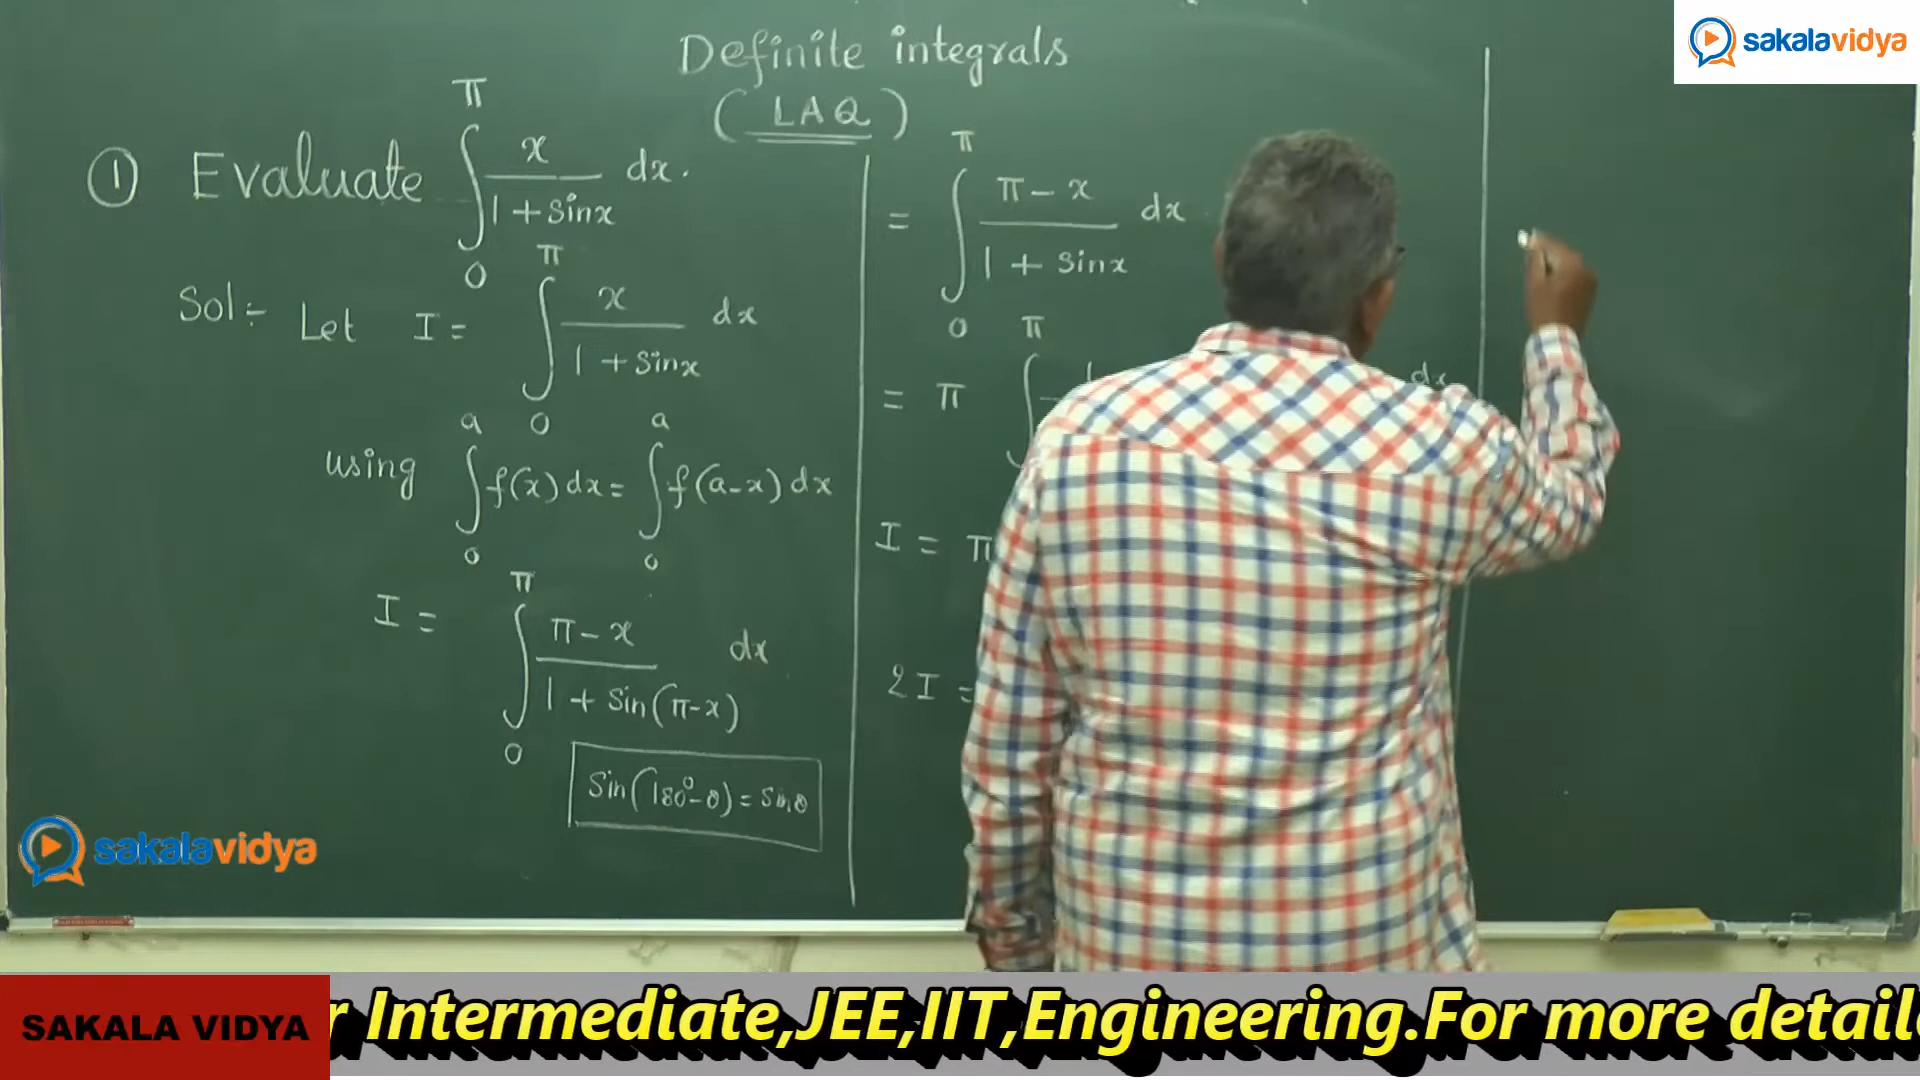 sakalavidya
Definite integrals
( LAQ )
① Evaluate ∫₀^π x / (1 + Sinx) dx.
Sol:- Let I = ∫₀^π x / (1 + Sinx) dx
using ∫₀^a f(x) dx = ∫₀^a f(a-x) dx
I = ∫₀^π (π - x) / (1 + Sin(π-x)) dx
Sin(180°-θ) = Sinθ
= ∫₀^π (π - x) / (1 + Sinx) dx
= π ∫ dx
I = π
2I =
sakalavidya
SAKALA VIDYA
r Intermediate,JEE,IIT,Engineering.For more detail